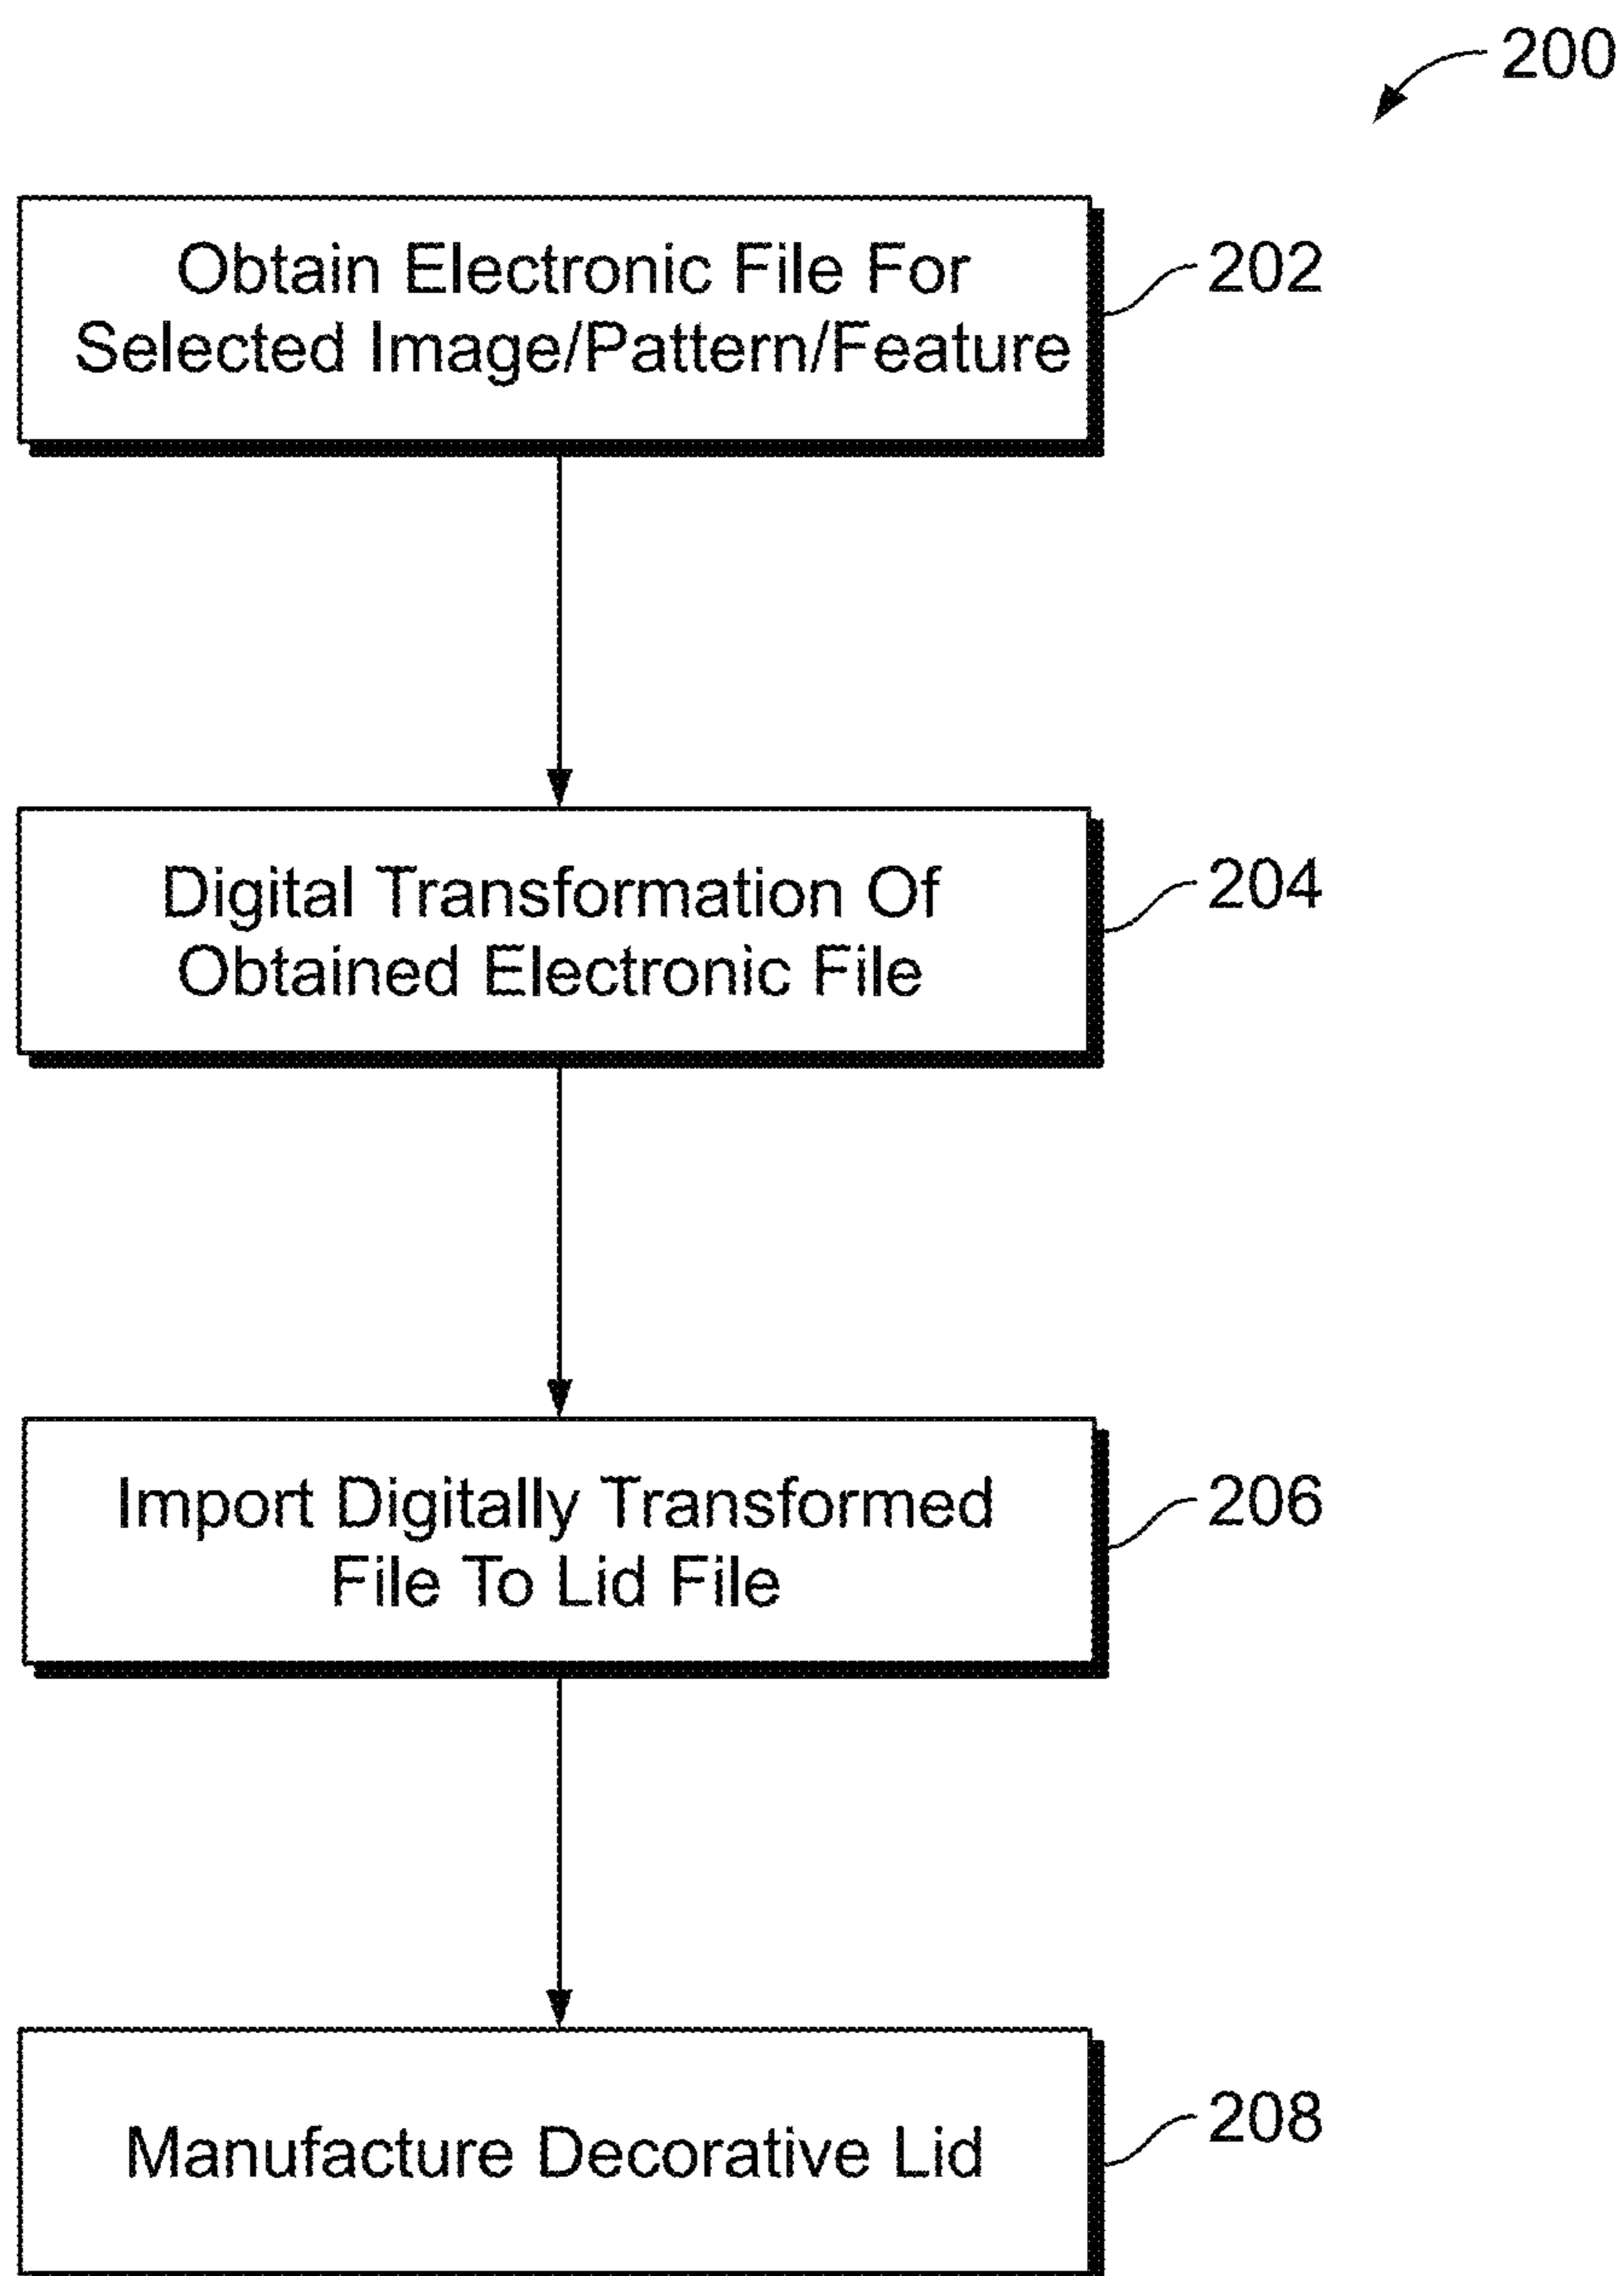 200
Obtain Electronic File For
Selected Image/Pattern/Feature
202
Digital Transformation Of
Obtained Electronic File
204
Import Digitally Transformed
File To Lid File
206
Manufacture Decorative Lid
208